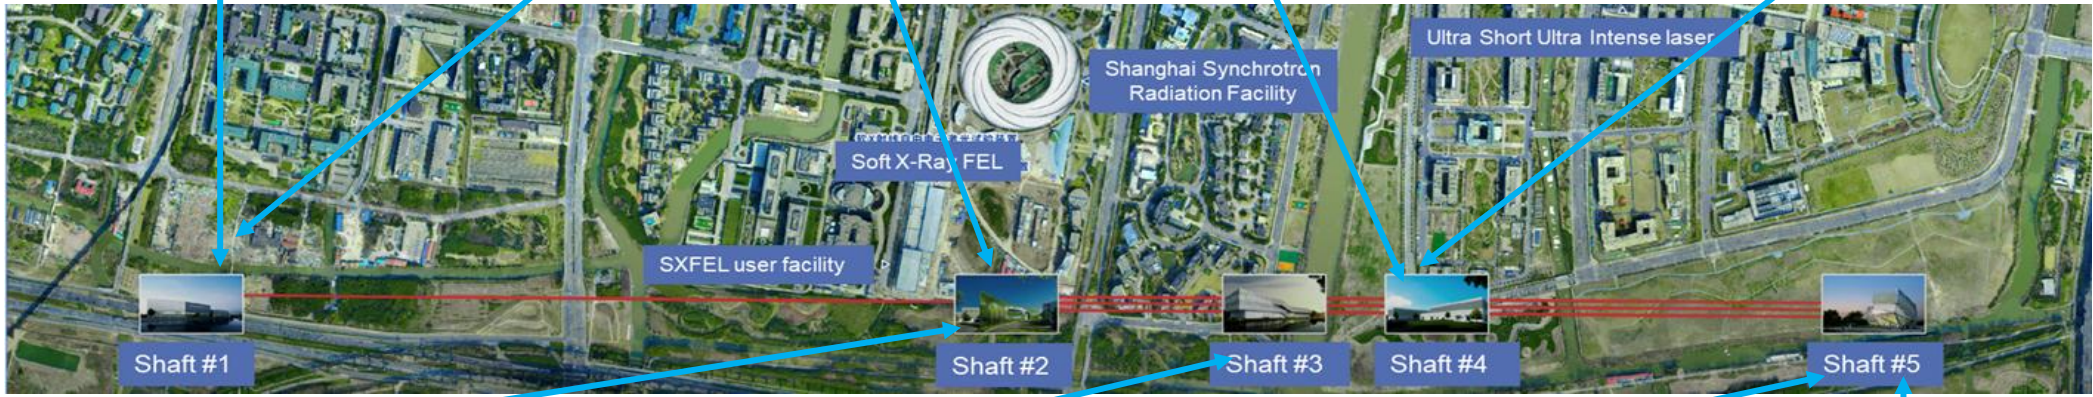 Ultra Short Ultra Intense laser
Shanghai Synchrotron
Radiation Facility
Soft X-Ray FEL
SXFEL user facility
Shaft #1
Shaft #2
Shaft #3
Shaft #4
Shaft #5